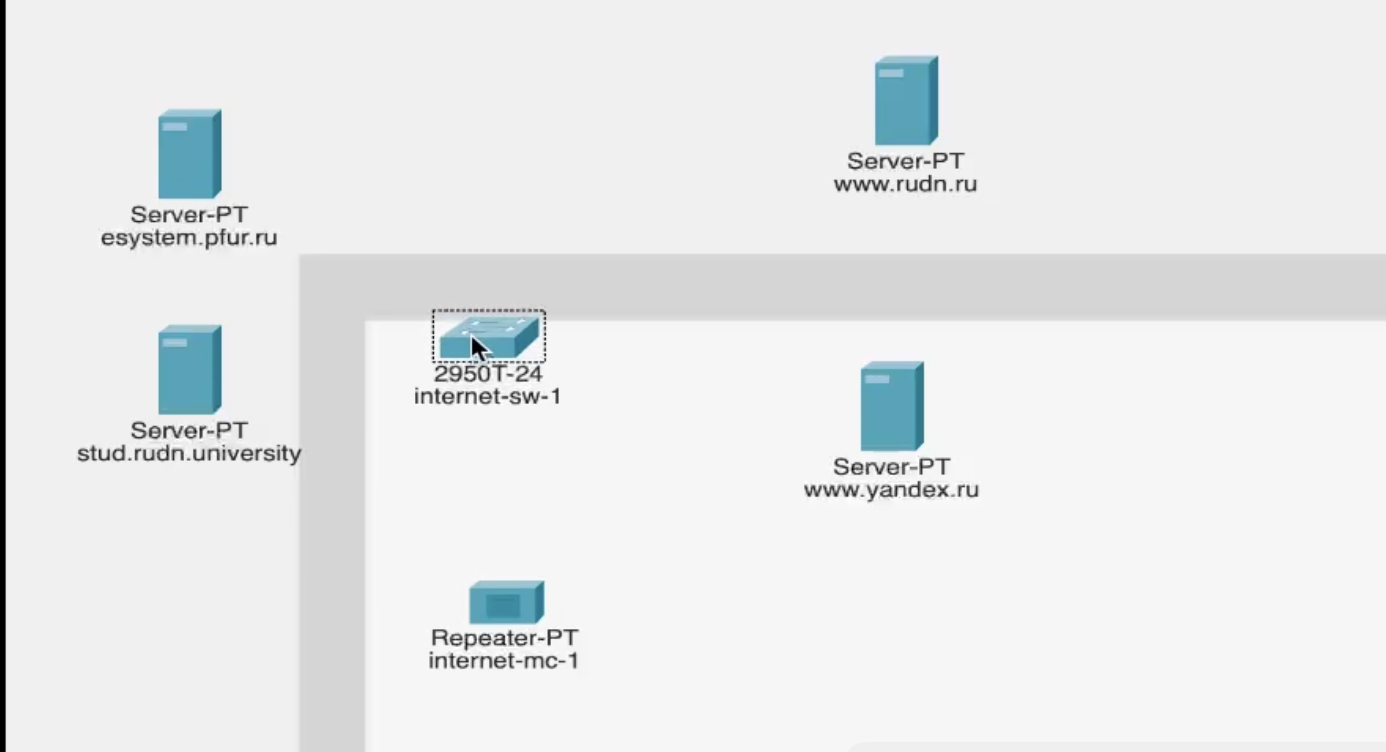 Server-PT
www.rudn.ru
Server-PT
esystem.pfur.ru
2950T-24
internet-sw-1
Server-PT
stud.rudn.university
Server-PT
www.yandex.ru
Repeater-PT
internet-mc-1